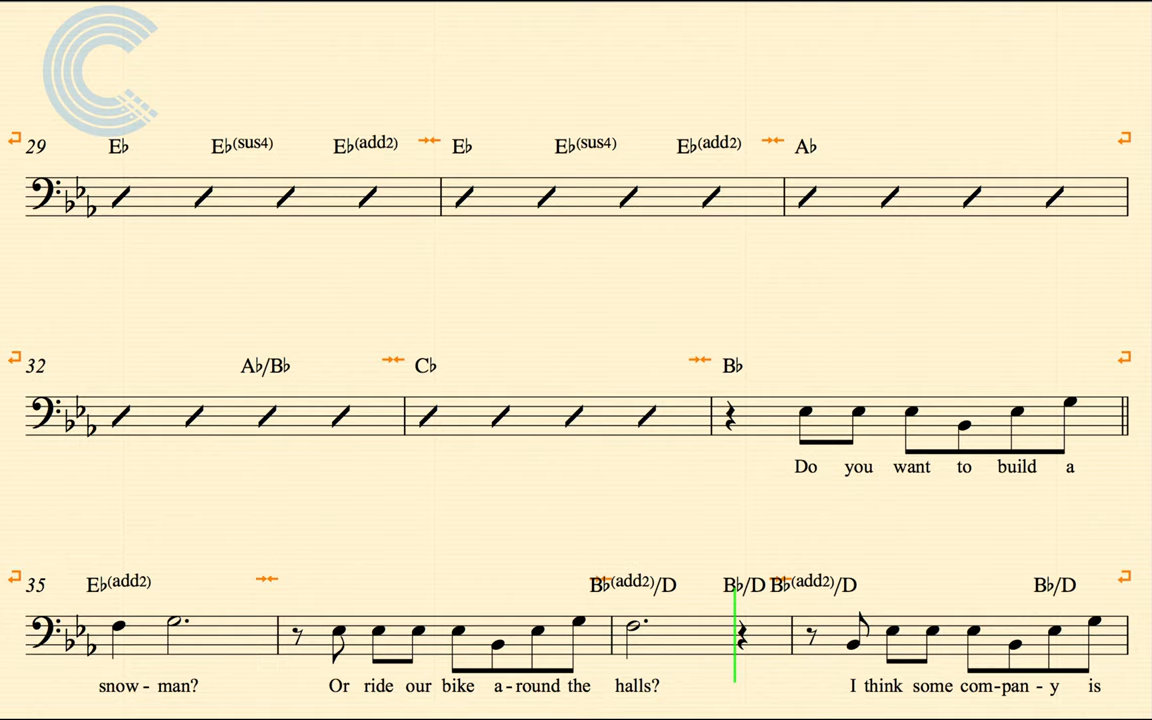 29 E♭ E♭(sus4) E♭(add2) E♭ E♭(sus4) E♭(add2) A♭
32 A♭/B♭ C♭ B♭
Do you want to build a
35 E♭(add2) B♭(add2)/D B♭/D B♭(add2)/D B♭/D
snow - man? Or ride our bike a - round the halls? I think some com - pan - y is